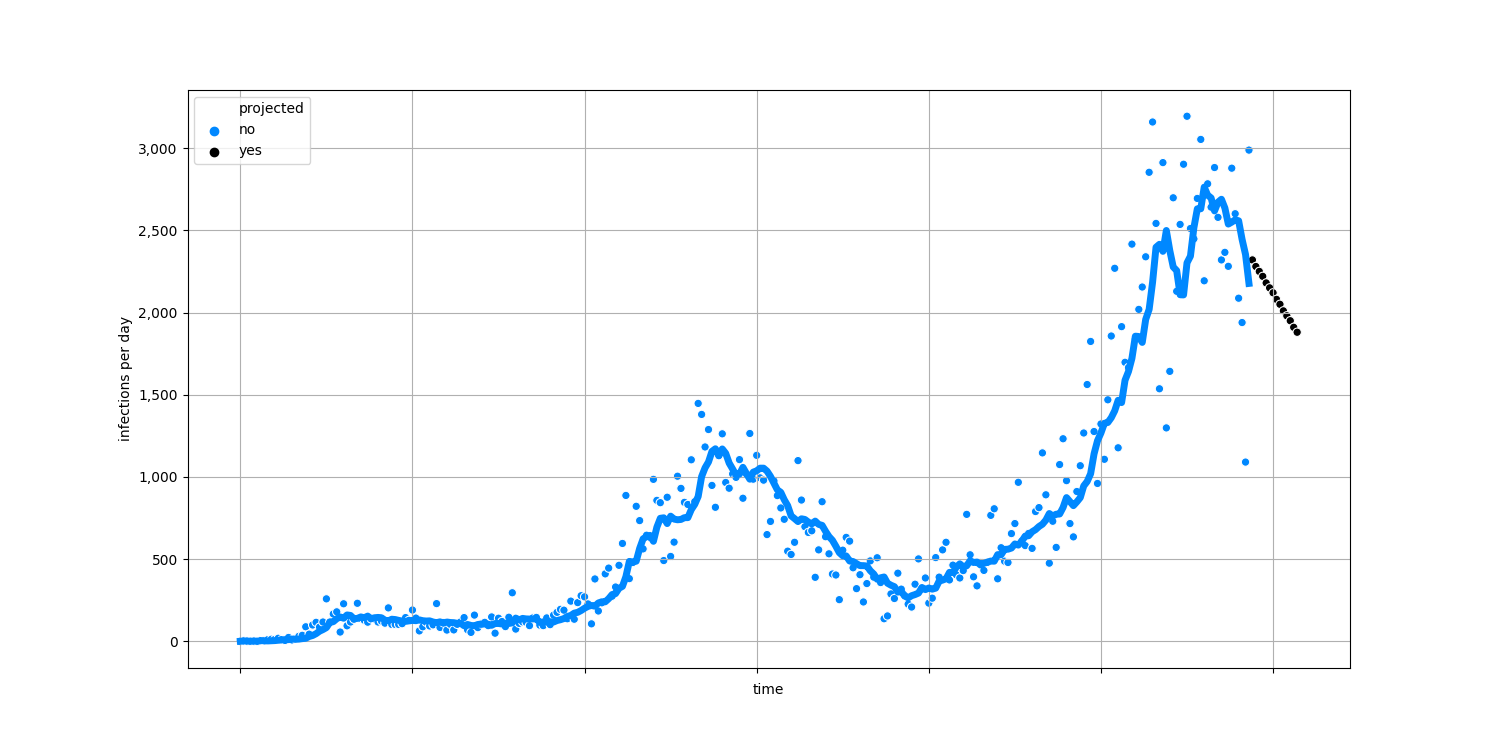 projected
no
yes
3,000
2,500
2,000
1,500
1,000
500
0
infections per day
time